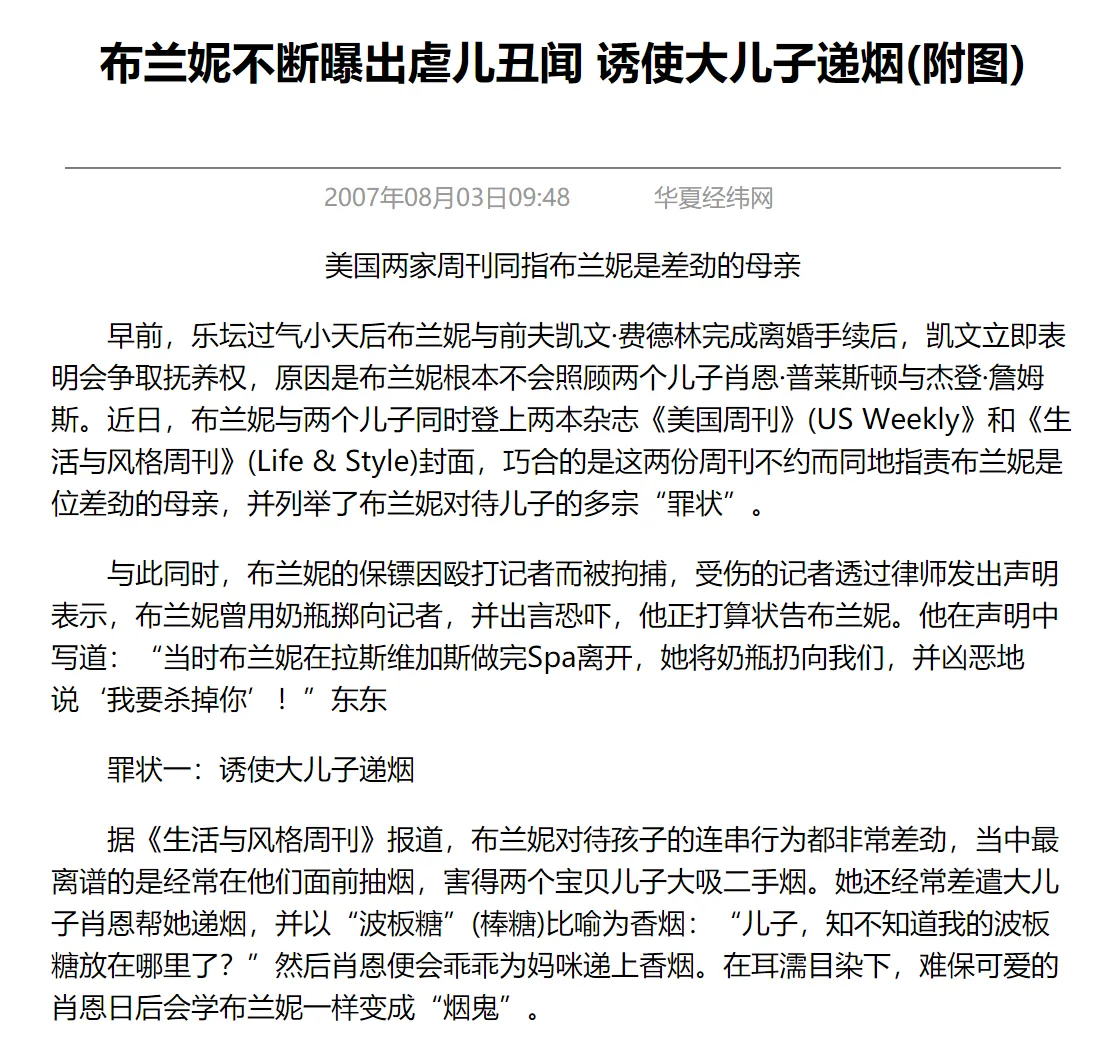 布兰妮不断曝出虐儿丑闻 诱使大儿子递烟(附图)
2007年08月03日09:48 华夏经纬网
美国两家周刊同指布兰妮是差劲的母亲
早前，乐坛过气小天后布兰妮与前夫凯文·费德林完成离婚手续后，凯文立即表
明会争取抚养权，原因是布兰妮根本不会照顾两个儿子肖恩·普莱斯顿与杰登·詹姆
斯。近日，布兰妮与两个儿子同时登上两本杂志《美国周刊》(US Weekly》和《生
活与风格周刊》(Life & Style)封面，巧合的是这两份周刊不约而同地指责布兰妮是
位差劲的母亲，并列举了布兰妮对待儿子的多宗“罪状”。
与此同时，布兰妮的保镖因殴打记者而被拘捕，受伤的记者透过律师发出声明
表示，布兰妮曾用奶瓶掷向记者，并出言恐吓，他正打算状告布兰妮。他在声明中
写道：“当时布兰妮在拉斯维加斯做完Spa离开，她将奶瓶扔向我们，并凶恶地
说‘我要杀掉你’！”东东
罪状一：诱使大儿子递烟
据《生活与风格周刊》报道，布兰妮对待孩子的连串行为都非常差劲，当中最
离谱的是经常在他们面前抽烟，害得两个宝贝儿子大吸二手烟。她还经常差遣大儿
子肖恩帮她递烟，并以“波板糖”(棒糖)比喻为香烟：“儿子，知不知道我的波板
糖放在哪里了？”然后肖恩便会乖乖为妈咪递上香烟。在耳濡目染下，难保可爱的
肖恩日后会学布兰妮一样变成“烟鬼”。